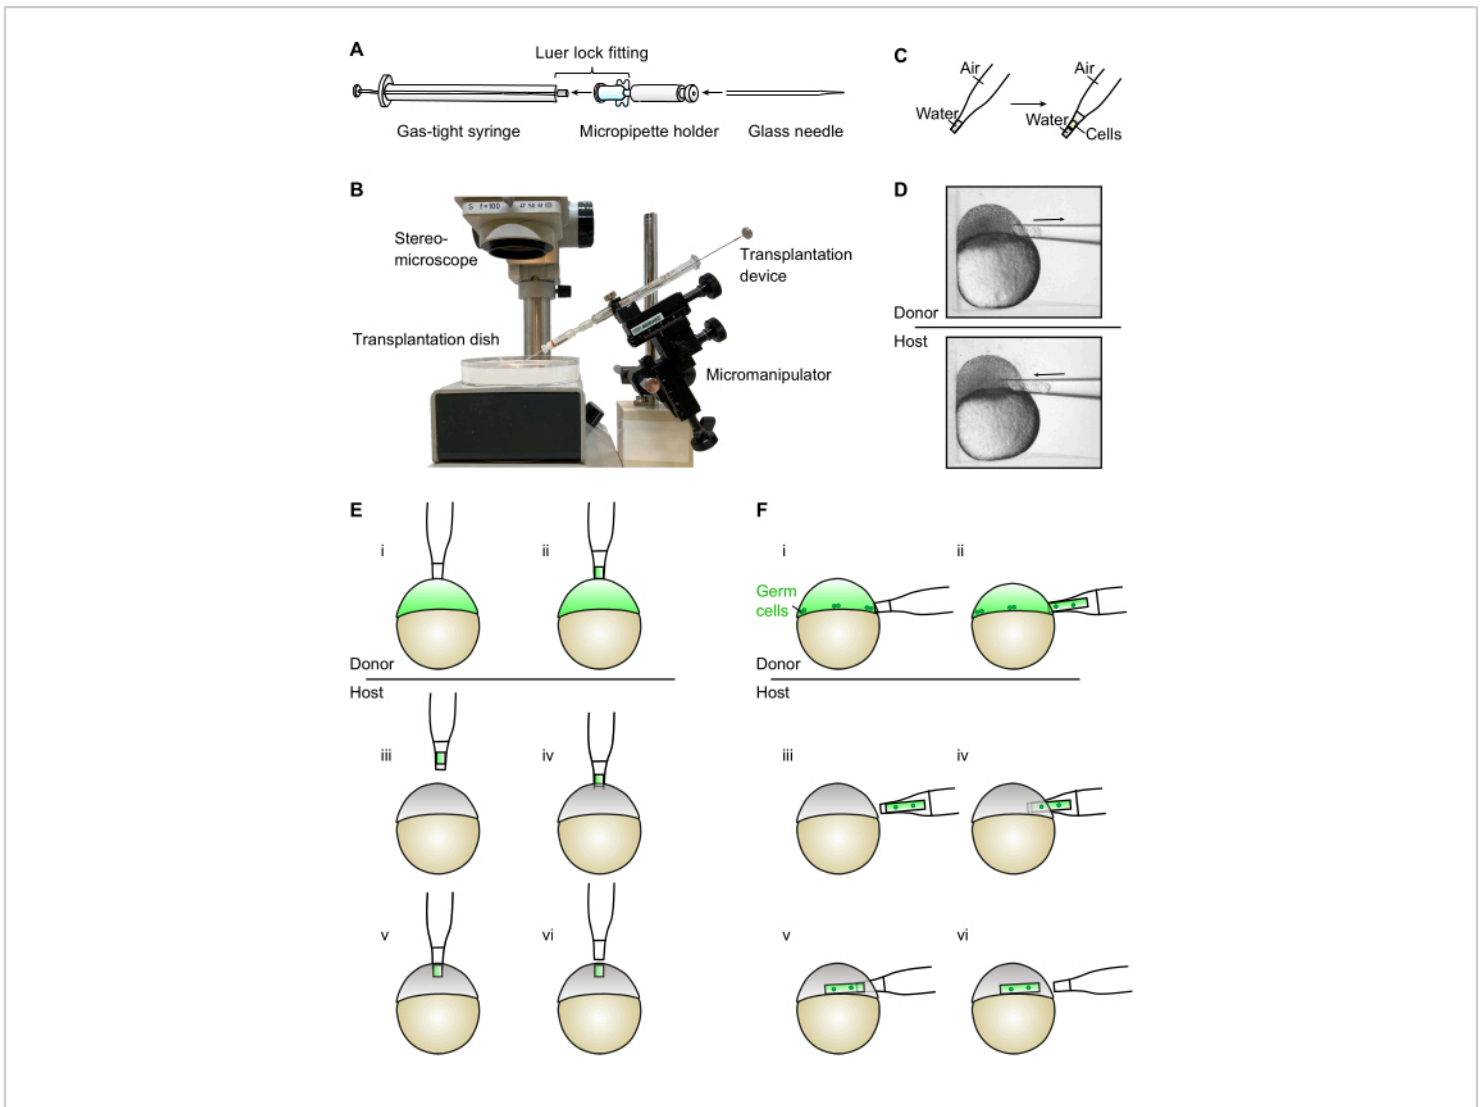 A
Luer lock fitting
Gas-tight syringe
Micropipette holder
Glass needle
C
Air
Water
Air
Water
Cells
B
Stereo-
microscope
Transplantation
device
Transplantation dish
Micromanipulator
D
Donor
Host
E
i
ii
Donor
Host
iii
iv
v
vi
F
i
ii
Germ
cells
Donor
Host
iii
iv
v
vi